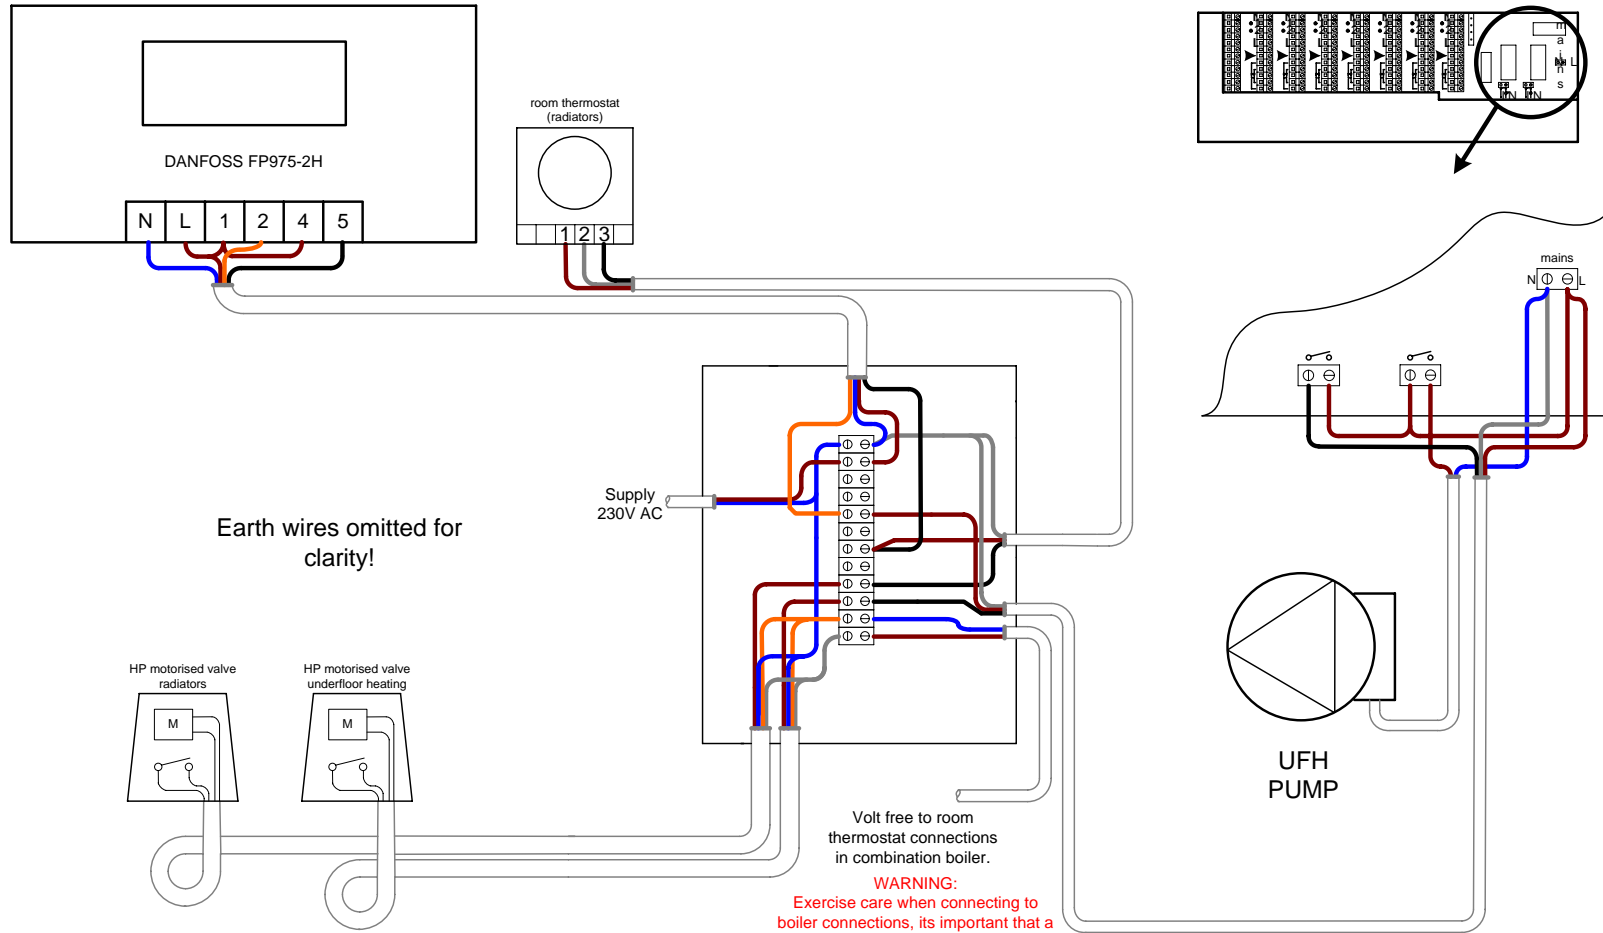 DANFOSS FP975-2H
N L 1 2 4 5
room thermostat
(radiators)
1 2 3
mains
N L
N N
mains
N L
Supply
230V AC
Earth wires omitted for
clarity!
HP motorised valve
radiators
M
HP motorised valve
underfloor heating
M
UFH
PUMP
Volt free to room
thermostat connections
in combination boiler.
WARNING:
Exercise care when connecting to
boiler connections, its important that a